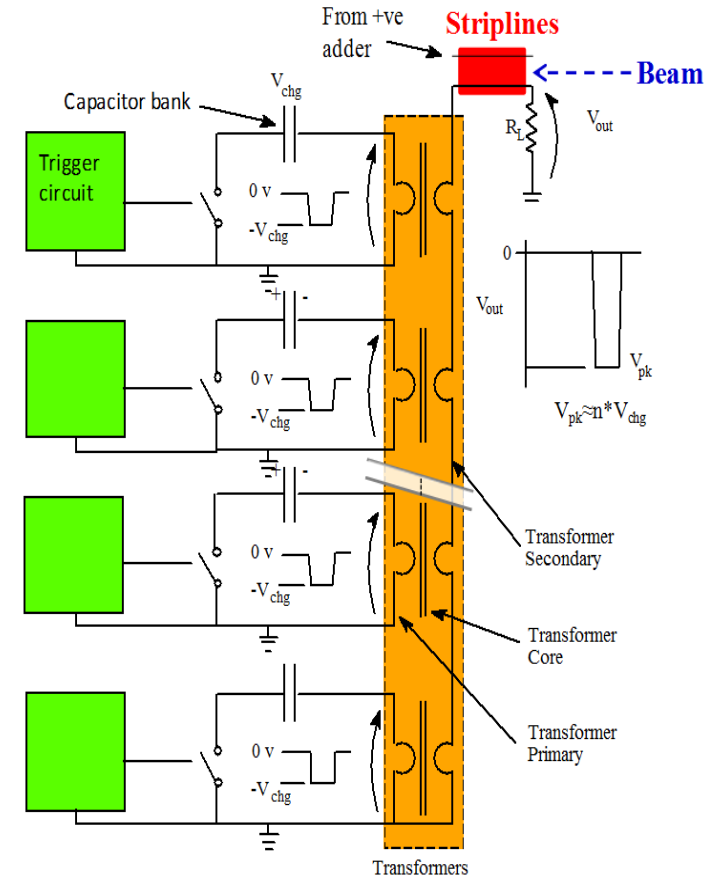 From +ve
adder
Striplines
Beam
Capacitor bank
Vchg
RL
Vout
Trigger
circuit
0 v
-Vchg
0
Vout
Vpk
Vpk≈n*Vchg
+ -
0 v
-Vchg
+ -
0 v
-Vchg
Transformer
Secondary
Transformer
Core
Transformer
Primary
0 v
-Vchg
Transformers